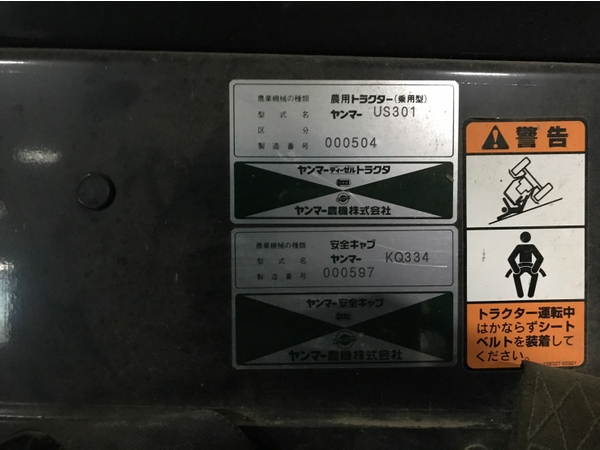 農業機械の種類 農用トラクター(乗用型)
型式名 ヤンマー US301
区分
製造番号 000504
ヤンマーディーゼルトラクタ
ヤンマー農機株式会社
農業機械の種類 安全キャブ
型式名 ヤンマー KQ334
製造番号 000597
ヤンマー安全キャブ
ヤンマー農機株式会社
警告
トラクター運転中
はかならずシート
ベルトを装着して
ください。